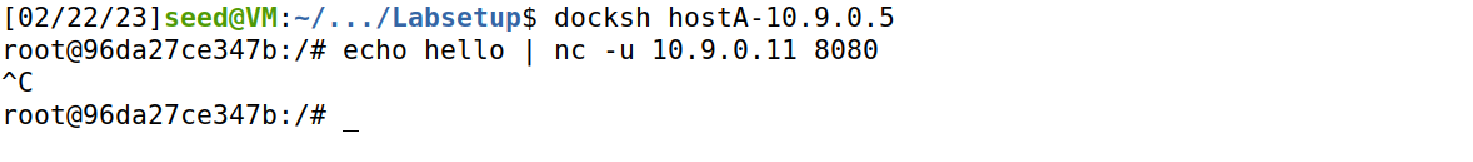 [02/22/23]seed@VM:~/.../Labsetup$ docksh hostA-10.9.0.5
root@96da27ce347b:/# echo hello | nc -u 10.9.0.11 8080
^C
root@96da27ce347b:/# _